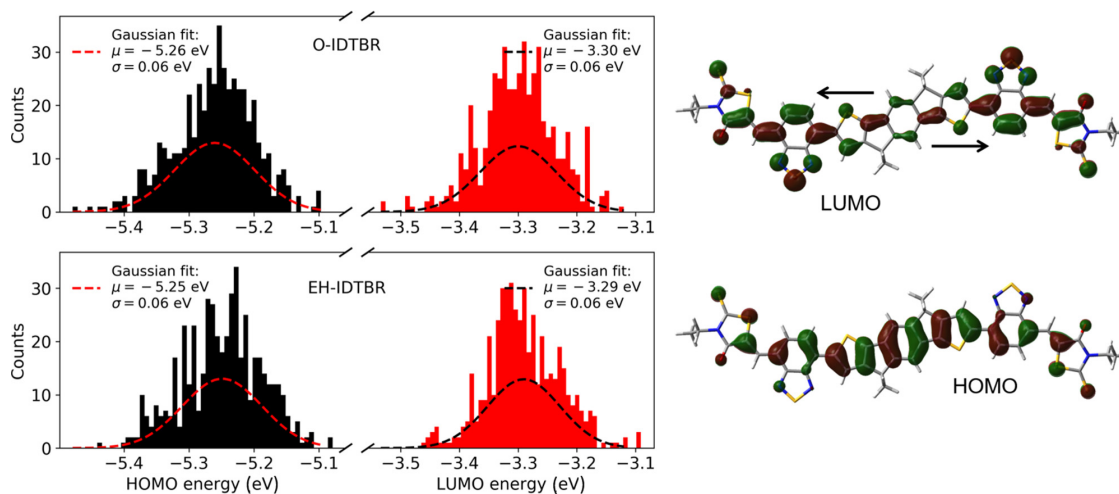 Gaussian fit:
μ = −5.26 eV
σ = 0.06 eV
O-IDTBR
Gaussian fit:
μ = −3.30 eV
σ = 0.06 eV
Counts
30
20
10
0
−5.4 −5.3 −5.2 −5.1 −3.5 −3.4 −3.3 −3.2 −3.1
LUMO
Gaussian fit:
μ = −5.25 eV
σ = 0.06 eV
EH-IDTBR
Gaussian fit:
μ = −3.29 eV
σ = 0.06 eV
Counts
30
20
10
0
−5.4 −5.3 −5.2 −5.1 −3.5 −3.4 −3.3 −3.2 −3.1
HOMO energy (eV) LUMO energy (eV)
HOMO